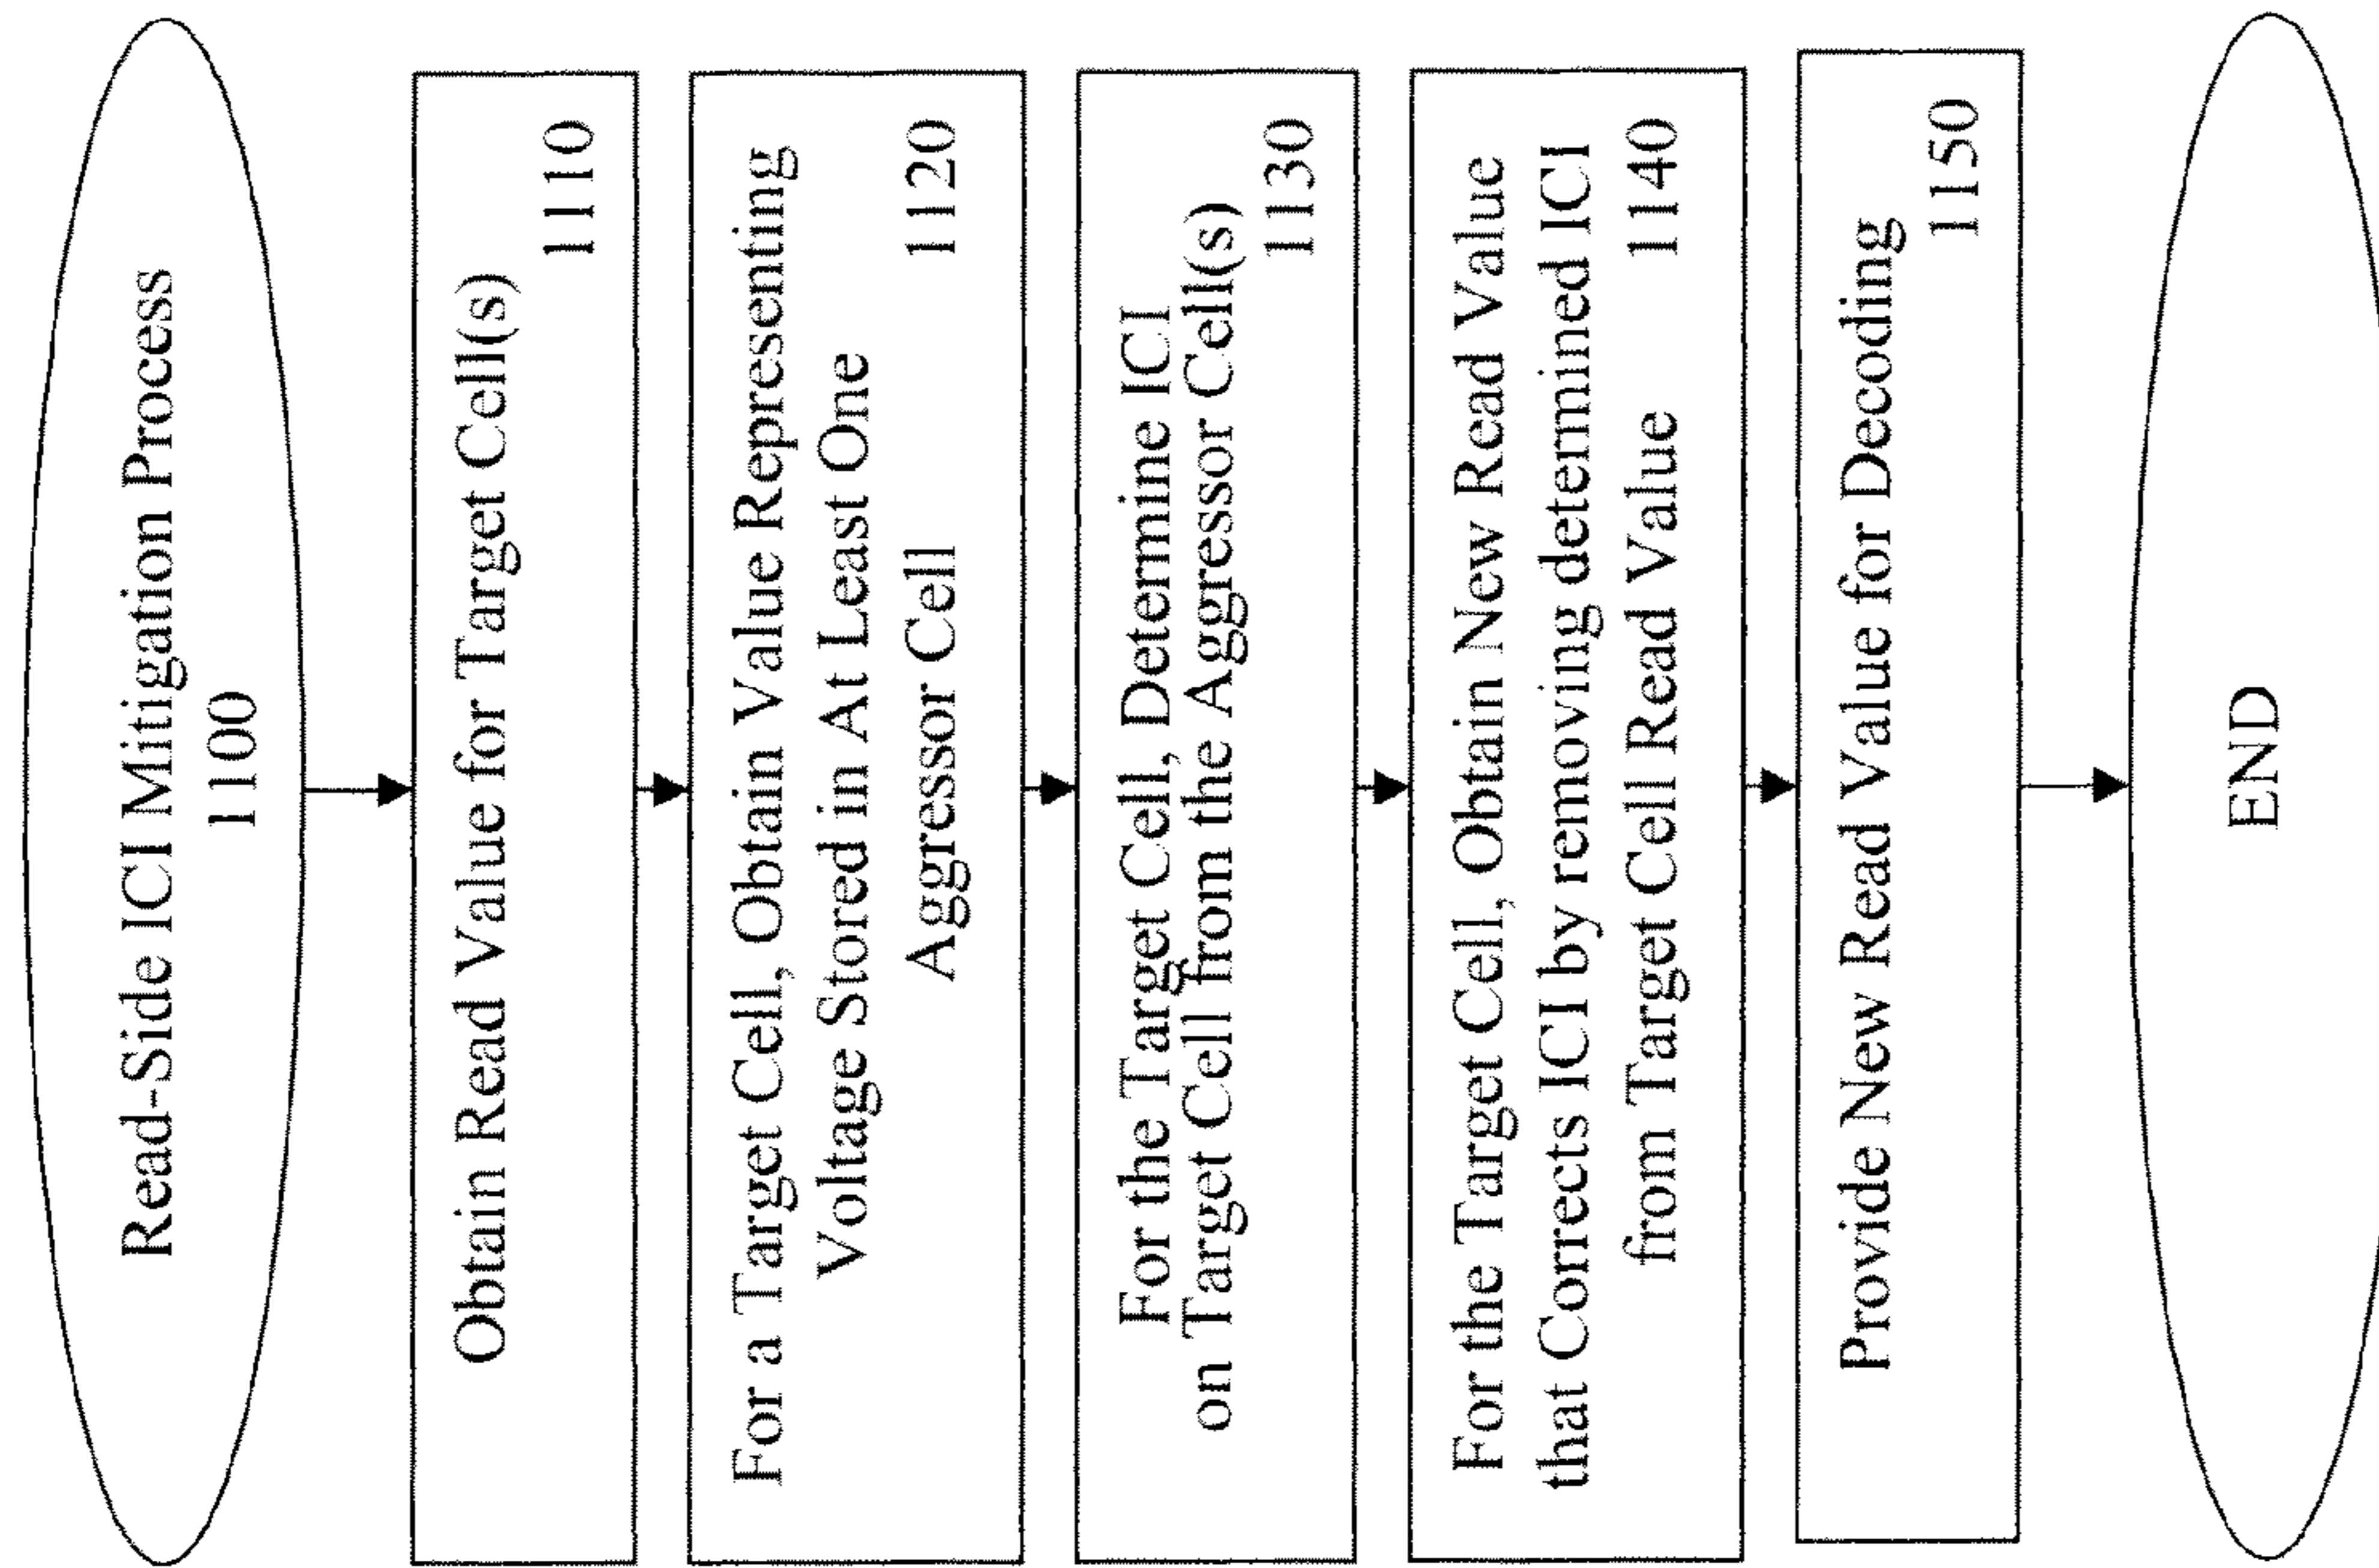 Read-Side ICI Mitigation Process
1100
Obtain Read Value for Target Cell(s)
1110
For a Target Cell, Obtain Value Representing
Voltage Stored in At Least One
Aggressor Cell 1120
For the Target Cell, Determine ICI
on Target Cell from the Aggressor Cell(s)
1130
For the Target Cell, Obtain New Read Value
that Corrects ICI by removing determined ICI
from Target Cell Read Value 1140
Provide New Read Value for Decoding
1150
END